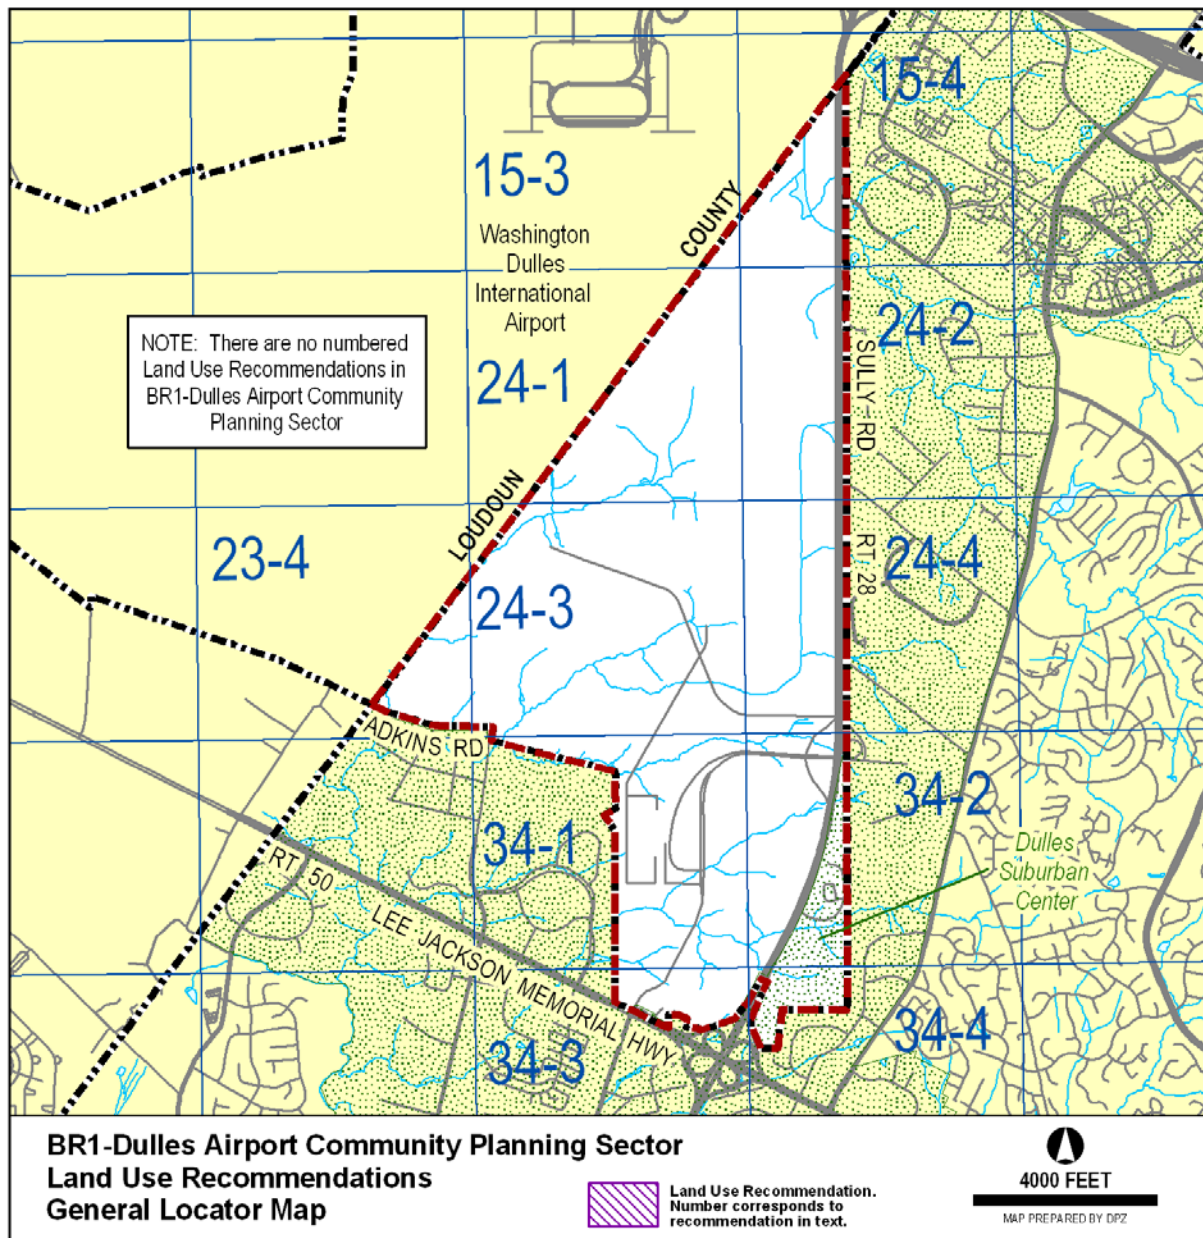 15-4
15-3
COUNTY
Washington
Dulles
International
Airport
24-2
NOTE: There are no numbered
Land Use Recommendations in
BR1-Dulles Airport Community
Planning Sector
24-1
SULLY RD
LOUDOUN
23-4
24-3
RT 28
24-4
ADKINS RD
34-2
34-1
Dulles
Suburban
Center
RT 50
LEE JACKSON MEMORIAL HWY
34-4
34-3
BR1-Dulles Airport Community Planning Sector
Land Use Recommendations
General Locator Map
Land Use Recommendation.
Number corresponds to
recommendation in text.
4000 FEET
MAP PREPARED BY DPZ